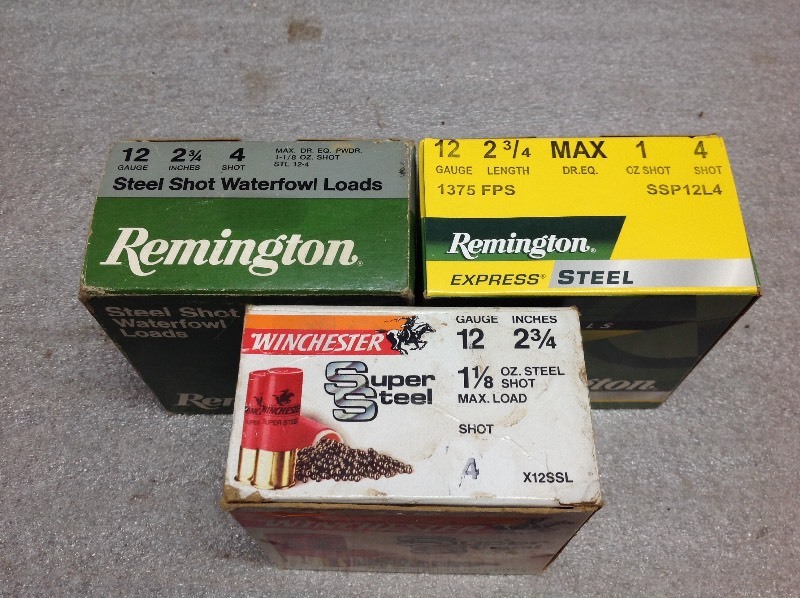 12 2¾ 4
GAUGE INCHES SHOT
MAX. DR. EQ. PWDR.
1-1/8 OZ. SHOT
STL 12-4
Steel Shot Waterfowl Loads
Remington®
Steel Shot
Waterfowl
Loads
12 2 3/4 MAX 1 4
GAUGE LENGTH DR.EQ. OZ SHOT SHOT
1375 FPS SSP12L4
Remington®
EXPRESS® STEEL
WINCHESTER
Super
Steel
GAUGE INCHES
12 2¾
1⅛ OZ. STEEL
SHOT
MAX. LOAD
SHOT
4
X12SSL
WINCHESTER
Super